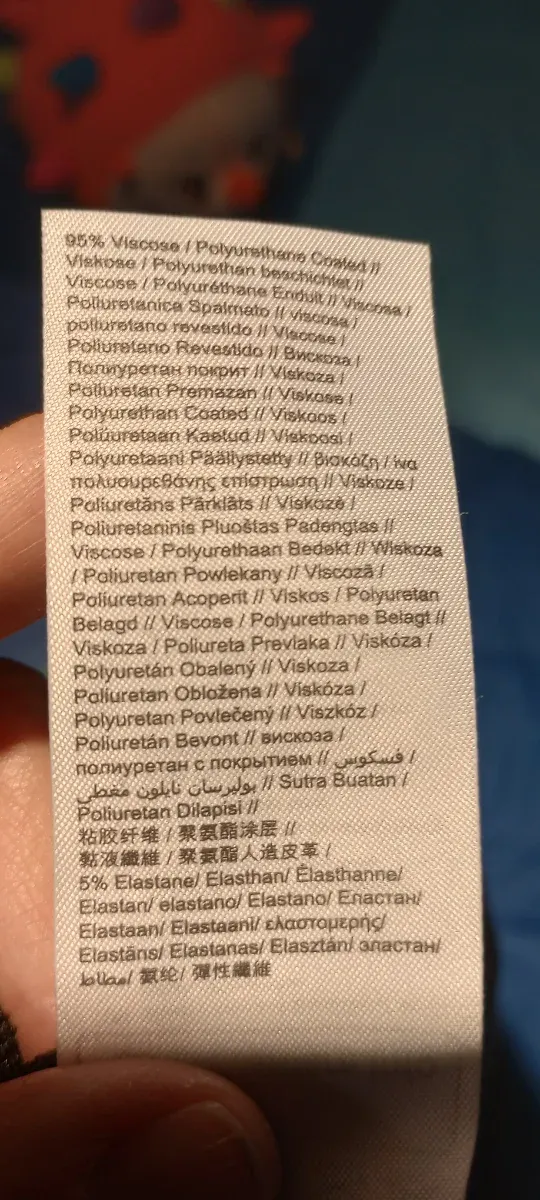 95% Viscose / Polyurethane Coated //
Viskose / Polyurethan beschichtet //
Viscose / Polyuréthane Enduit // Viscosa /
Poliuretanica Spalmato // viscosa /
poliuretano revestido // Viscose /
Poliuretano Revestido // Вискоза /
Полиуретан покрит // Viskoza /
Poliuretan Premazan // Viskose /
Polyurethan Coated // Viskoos /
Polüuretaan Kaetud // Viskoosi /
Polyuretaani Päällystetty // βισκόζη / ίνα
πολυουρεθάνης επίστρωση // Viskoze /
Poliuretāns Pārklāts // Viskozė /
Poliuretaninis Pluoštas Padengtas //
Viscose / Polyurethaan Bedekt // Wiskoza
/ Poliuretan Powlekany // Viscoză /
Poliuretan Acoperit // Viskos / Polyuretan
Belagd // Viscose / Polyurethane Belagt //
Viskoza / Poliureta Prevlaka // Viskóza /
Polyuretán Obalený // Viskoza /
Poliuretan Obložena // Viskóza /
Polyuretan Povlečený // Viszkóz /
Poliuretán Bevont // вискоза /
полиуретан с покрытием // فسكوس /
بوليرسان نايلون مغطي // Sutra Buatan /
Poliuretan Dilapisi //
粘胶纤维 / 聚氨酯涂层 //
黏液纖維 / 聚氨酯人造皮革 /
5% Elastane/ Elasthan/ Élasthanne/
Elastan/ elastano/ Elastano/ Еластан/
Elastaan/ Elastaani/ ελαστομερής/
Elastāns/ Elastanas/ Elasztán/ эластан/
مطاط/ 氨纶/ 彈性纖維